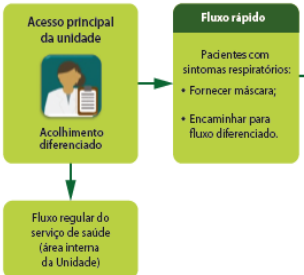 Acesso principal
da unidade
Acolhimento
diferenciado
Fluxo rápido
Pacientes com
sintomas respiratórios:
• Fornecer máscara;
• Encaminhar para
fluxo diferenciado.
Fluxo regular do
serviço de saúde
(área interna
da Unidade)